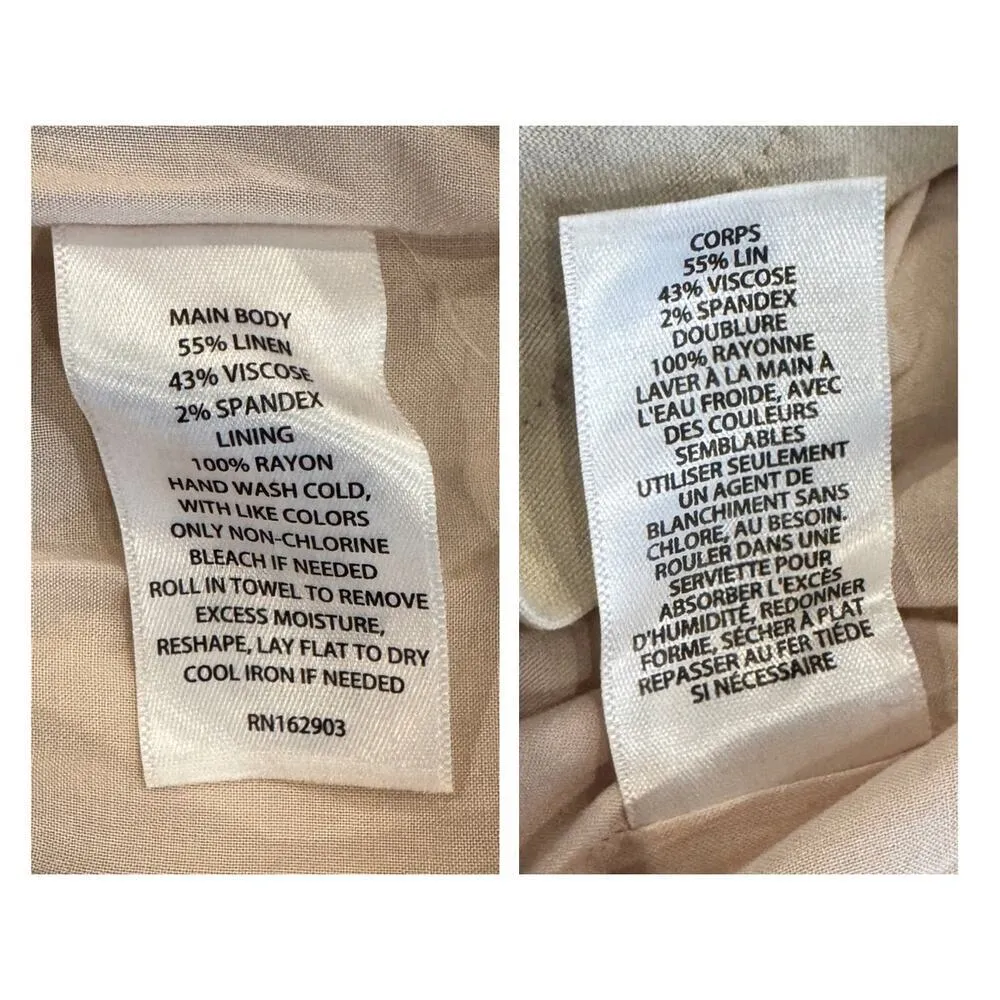 MAIN BODY
55% LINEN
43% VISCOSE
2% SPANDEX
LINING
100% RAYON
HAND WASH COLD,
WITH LIKE COLORS
ONLY NON-CHLORINE
BLEACH IF NEEDED
ROLL IN TOWEL TO REMOVE
EXCESS MOISTURE,
RESHAPE, LAY FLAT TO DRY
COOL IRON IF NEEDED
RN162903
CORPS
55% LIN
43% VISCOSE
2% SPANDEX
DOUBLURE
100% RAYONNE
LAVER À LA MAIN À
L'EAU FROIDE, AVEC
DES COULEURS
SEMBLABLES
UTILISER SEULEMENT
UN AGENT DE
BLANCHIMENT SANS
CHLORE, AU BESOIN.
ROULER DANS UNE
SERVIETTE POUR
ABSORBER L'EXCÈS
D'HUMIDITÉ, REDONNER
FORME, SÉCHER À PLAT
REPASSER AU FER TIÉDE
SI NÉCESSAIRE